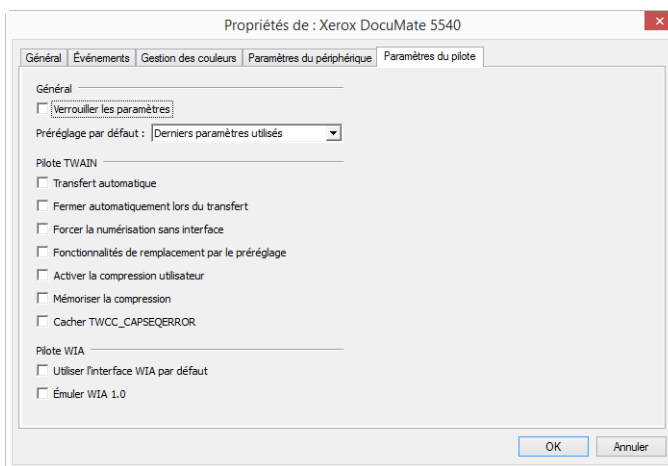 Propriétés de : Xerox DocuMate 5540
Général Événements Gestion des couleurs Paramètres du périphérique Paramètres du pilote
Général
Verrouiller les paramètres
Préréglage par défaut : Derniers paramètres utilisés
Pilote TWAIN
Transfert automatique
Fermer automatiquement lors du transfert
Forcer la numérisation sans interface
Fonctionnalités de remplacement par le préréglage
Activer la compression utilisateur
Mémoriser la compression
Cacher TWCC_CAPSEQERROR
Pilote WIA
Utiliser l'interface WIA par défaut
Émuler WIA 1.0
OK Annuler